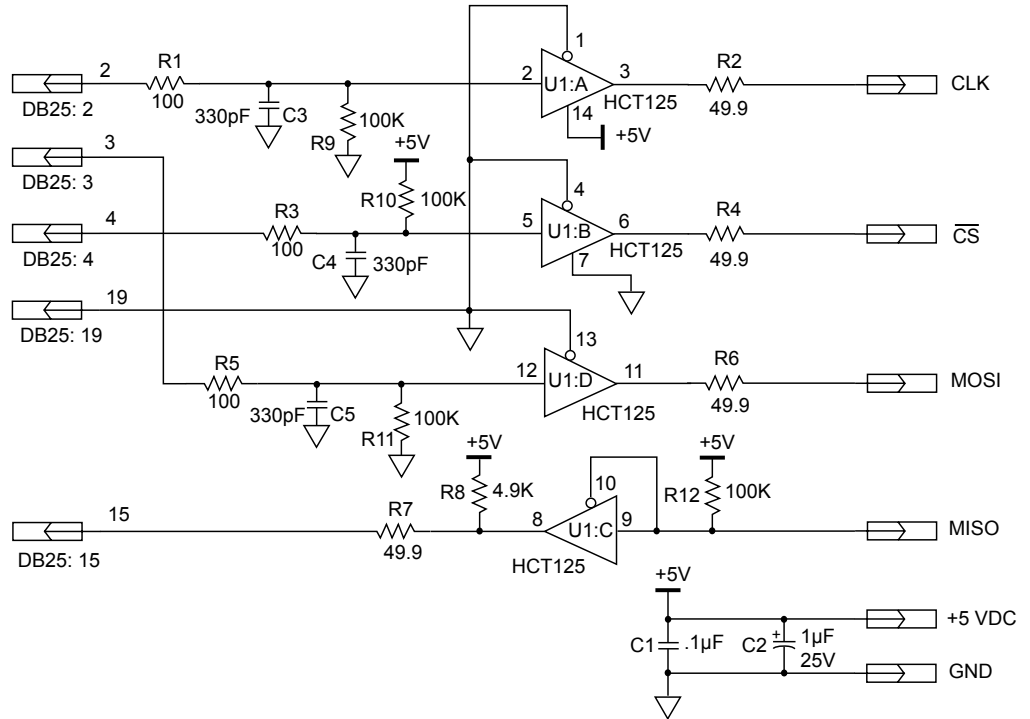 2
R1
100
DB25: 2
330pF
C3
R9
100K
2
1
U1:A
3
HCT125
14
+5V
R2
49.9
CLK
3
DB25: 3
+5V
R10
100K
4
DB25: 4
R3
100
C4
330pF
5
4
U1:B
6
HCT125
7
R4
49.9
CS
19
DB25: 19
R5
100
330pF
C5
100K
R11
12
13
U1:D
11
HCT125
R6
49.9
MOSI
+5V
R8
4.9K
15
DB25: 15
R7
49.9
8
10
U1:C
9
HCT125
+5V
R12
100K
MISO
+5V
C1
.1µF
C2
+
1µF
25V
+5 VDC
GND